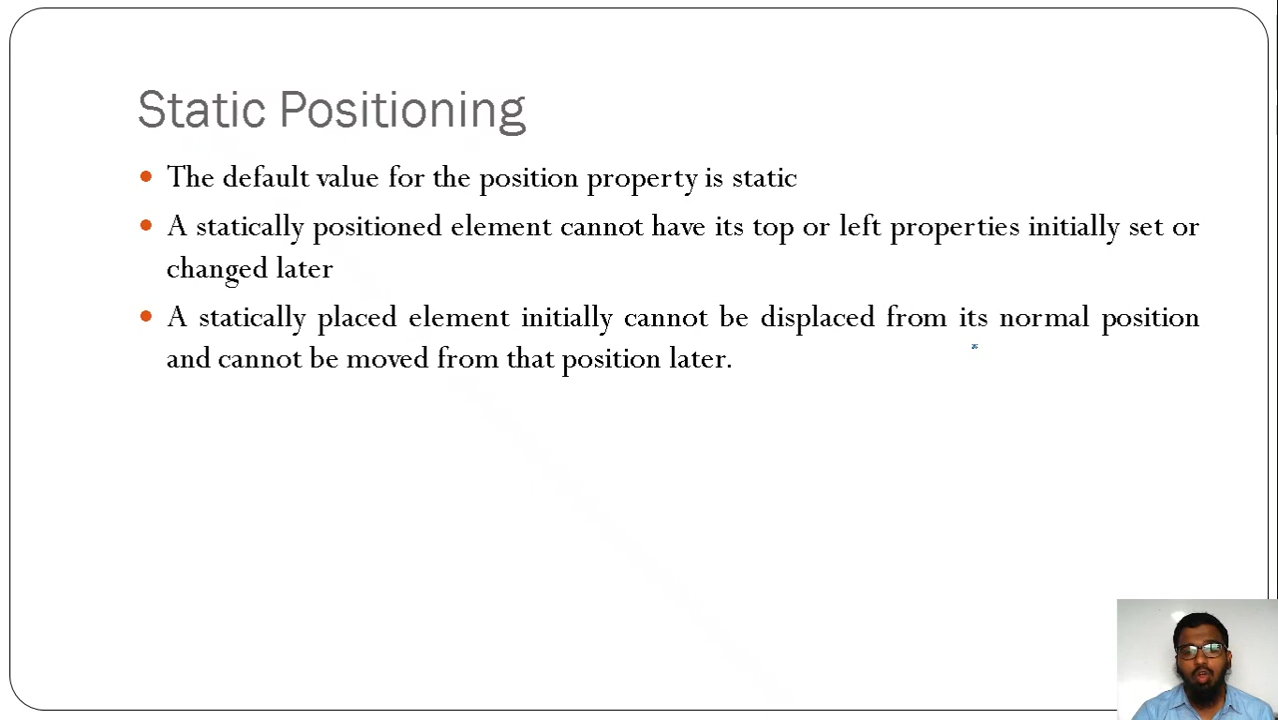 Static Positioning
The default value for the position property is static
A statically positioned element cannot have its top or left properties initially set or
changed later
A statically placed element initially cannot be displaced from its normal position
and cannot be moved from that position later.